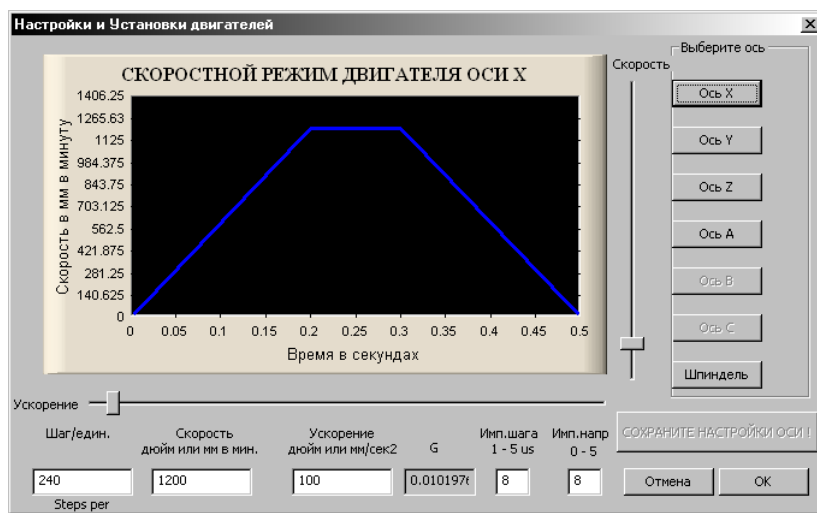 Настройки и Установки двигателей
Выберите ось
Скорость
СКОРОСТНОЙ РЕЖИМ ДВИГАТЕЛЯ ОСИ X
Скорость в мм в минуту
1406.25
1265.63
1125
984.375
843.75
703.125
562.5
421.875
281.25
140.625
0
0 0.05 0.1 0.15 0.2 0.25 0.3 0.35 0.4 0.45 0.5
Время в секундах
Ось X
Ось Y
Ось Z
Ось A
Ось B
Ось C
Шпиндель
Ускорение
Шаг/един.
Скорость
дюйм или мм в мин.
Ускорение
дюйм или мм/сек2
G
Имп.шага
1 - 5 us
Имп.напр
0 - 5
СОХРАНИТЕ НАСТРОЙКИ ОСИ !
240
1200
100
0.010197
8
8
Отмена
OK
Steps per